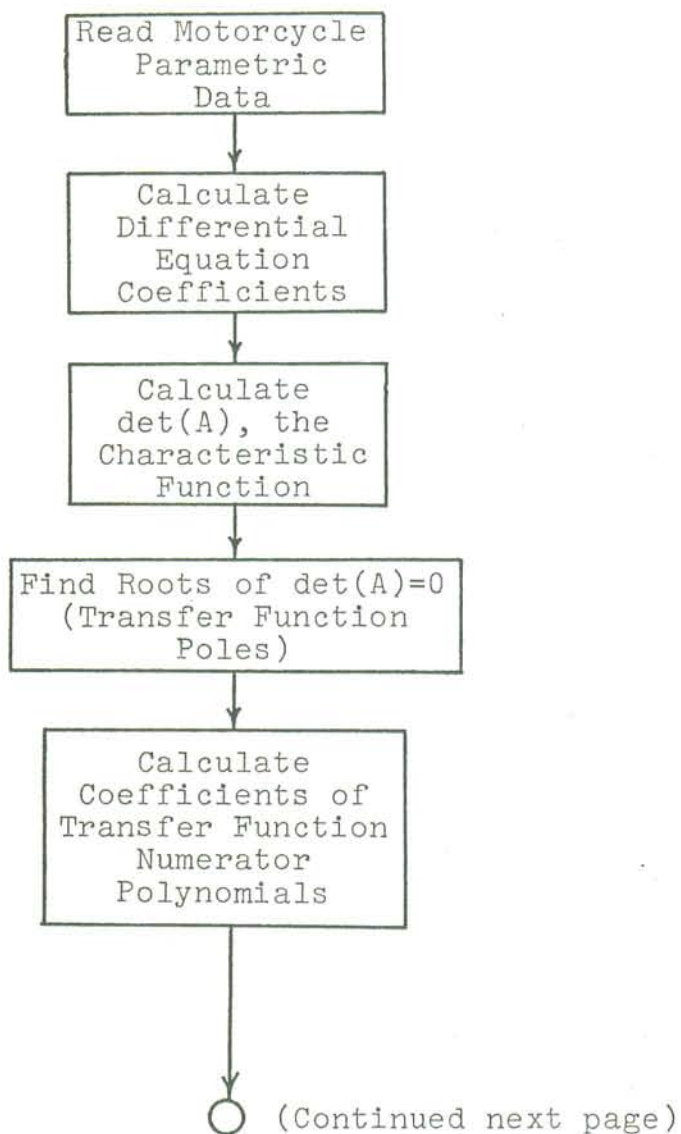 Read Motorcycle
Parametric
Data
Calculate
Differential
Equation
Coefficients
Calculate
det(A), the
Characteristic
Function
Find Roots of det(A)=0
(Transfer Function
Poles)
Calculate
Coefficients of
Transfer Function
Numerator
Polynomials
(Continued next page)